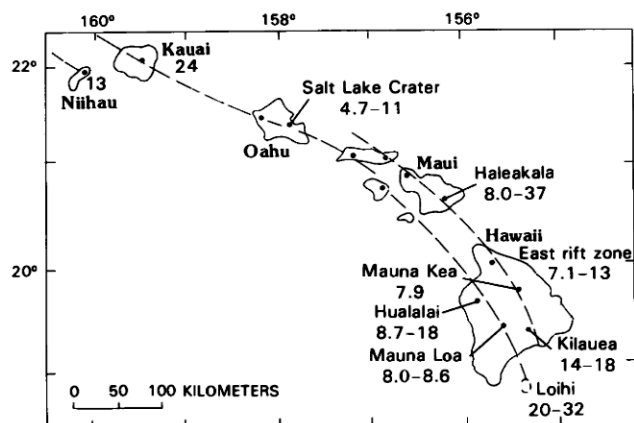 160° 158° 156°
22°
20°
Kauai
24
13
Niihau
Salt Lake Crater
4.7–11
Oahu
Maui
Haleakala
8.0–37
Hawaii
East rift zone
7.1–13
Mauna Kea
7.9
Hualalai
8.7–18
Mauna Loa
8.0–8.6
Kilauea
14–18
Loihi
20–32
0 50 100 KILOMETERS